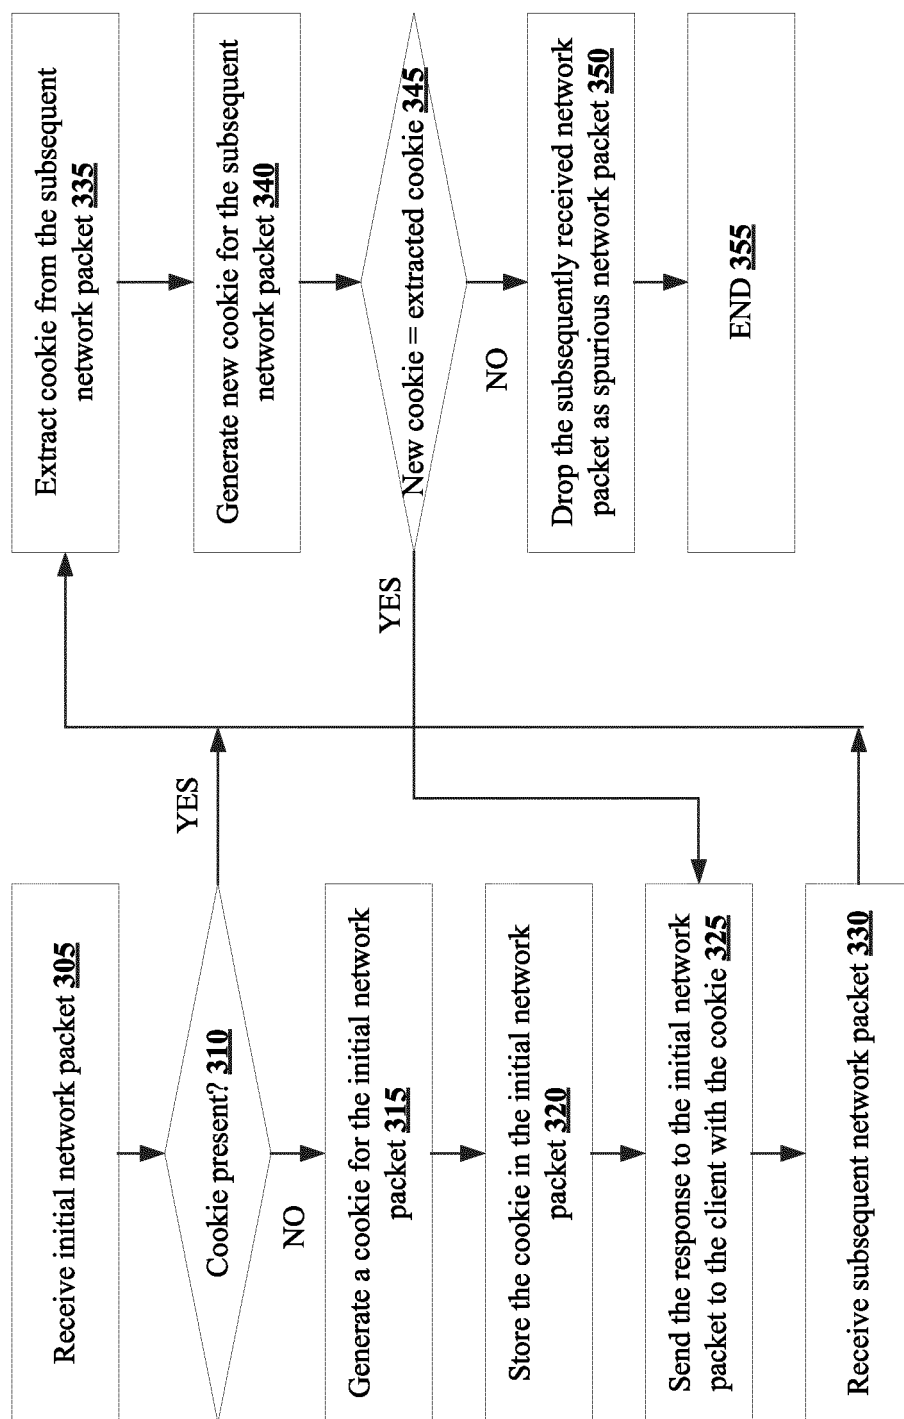 Receive initial network packet 305
Cookie present? 310
YES
NO
Generate a cookie for the initial network
packet 315
Store the cookie in the initial network
packet 320
Send the response to the initial network
packet to the client with the cookie 325
Receive subsequent network packet 330
Extract cookie from the subsequent
network packet 335
Generate new cookie for the subsequent
network packet 340
New cookie = extracted cookie 345
YES
NO
Drop the subsequently received network
packet as spurious network packet 350
END 355